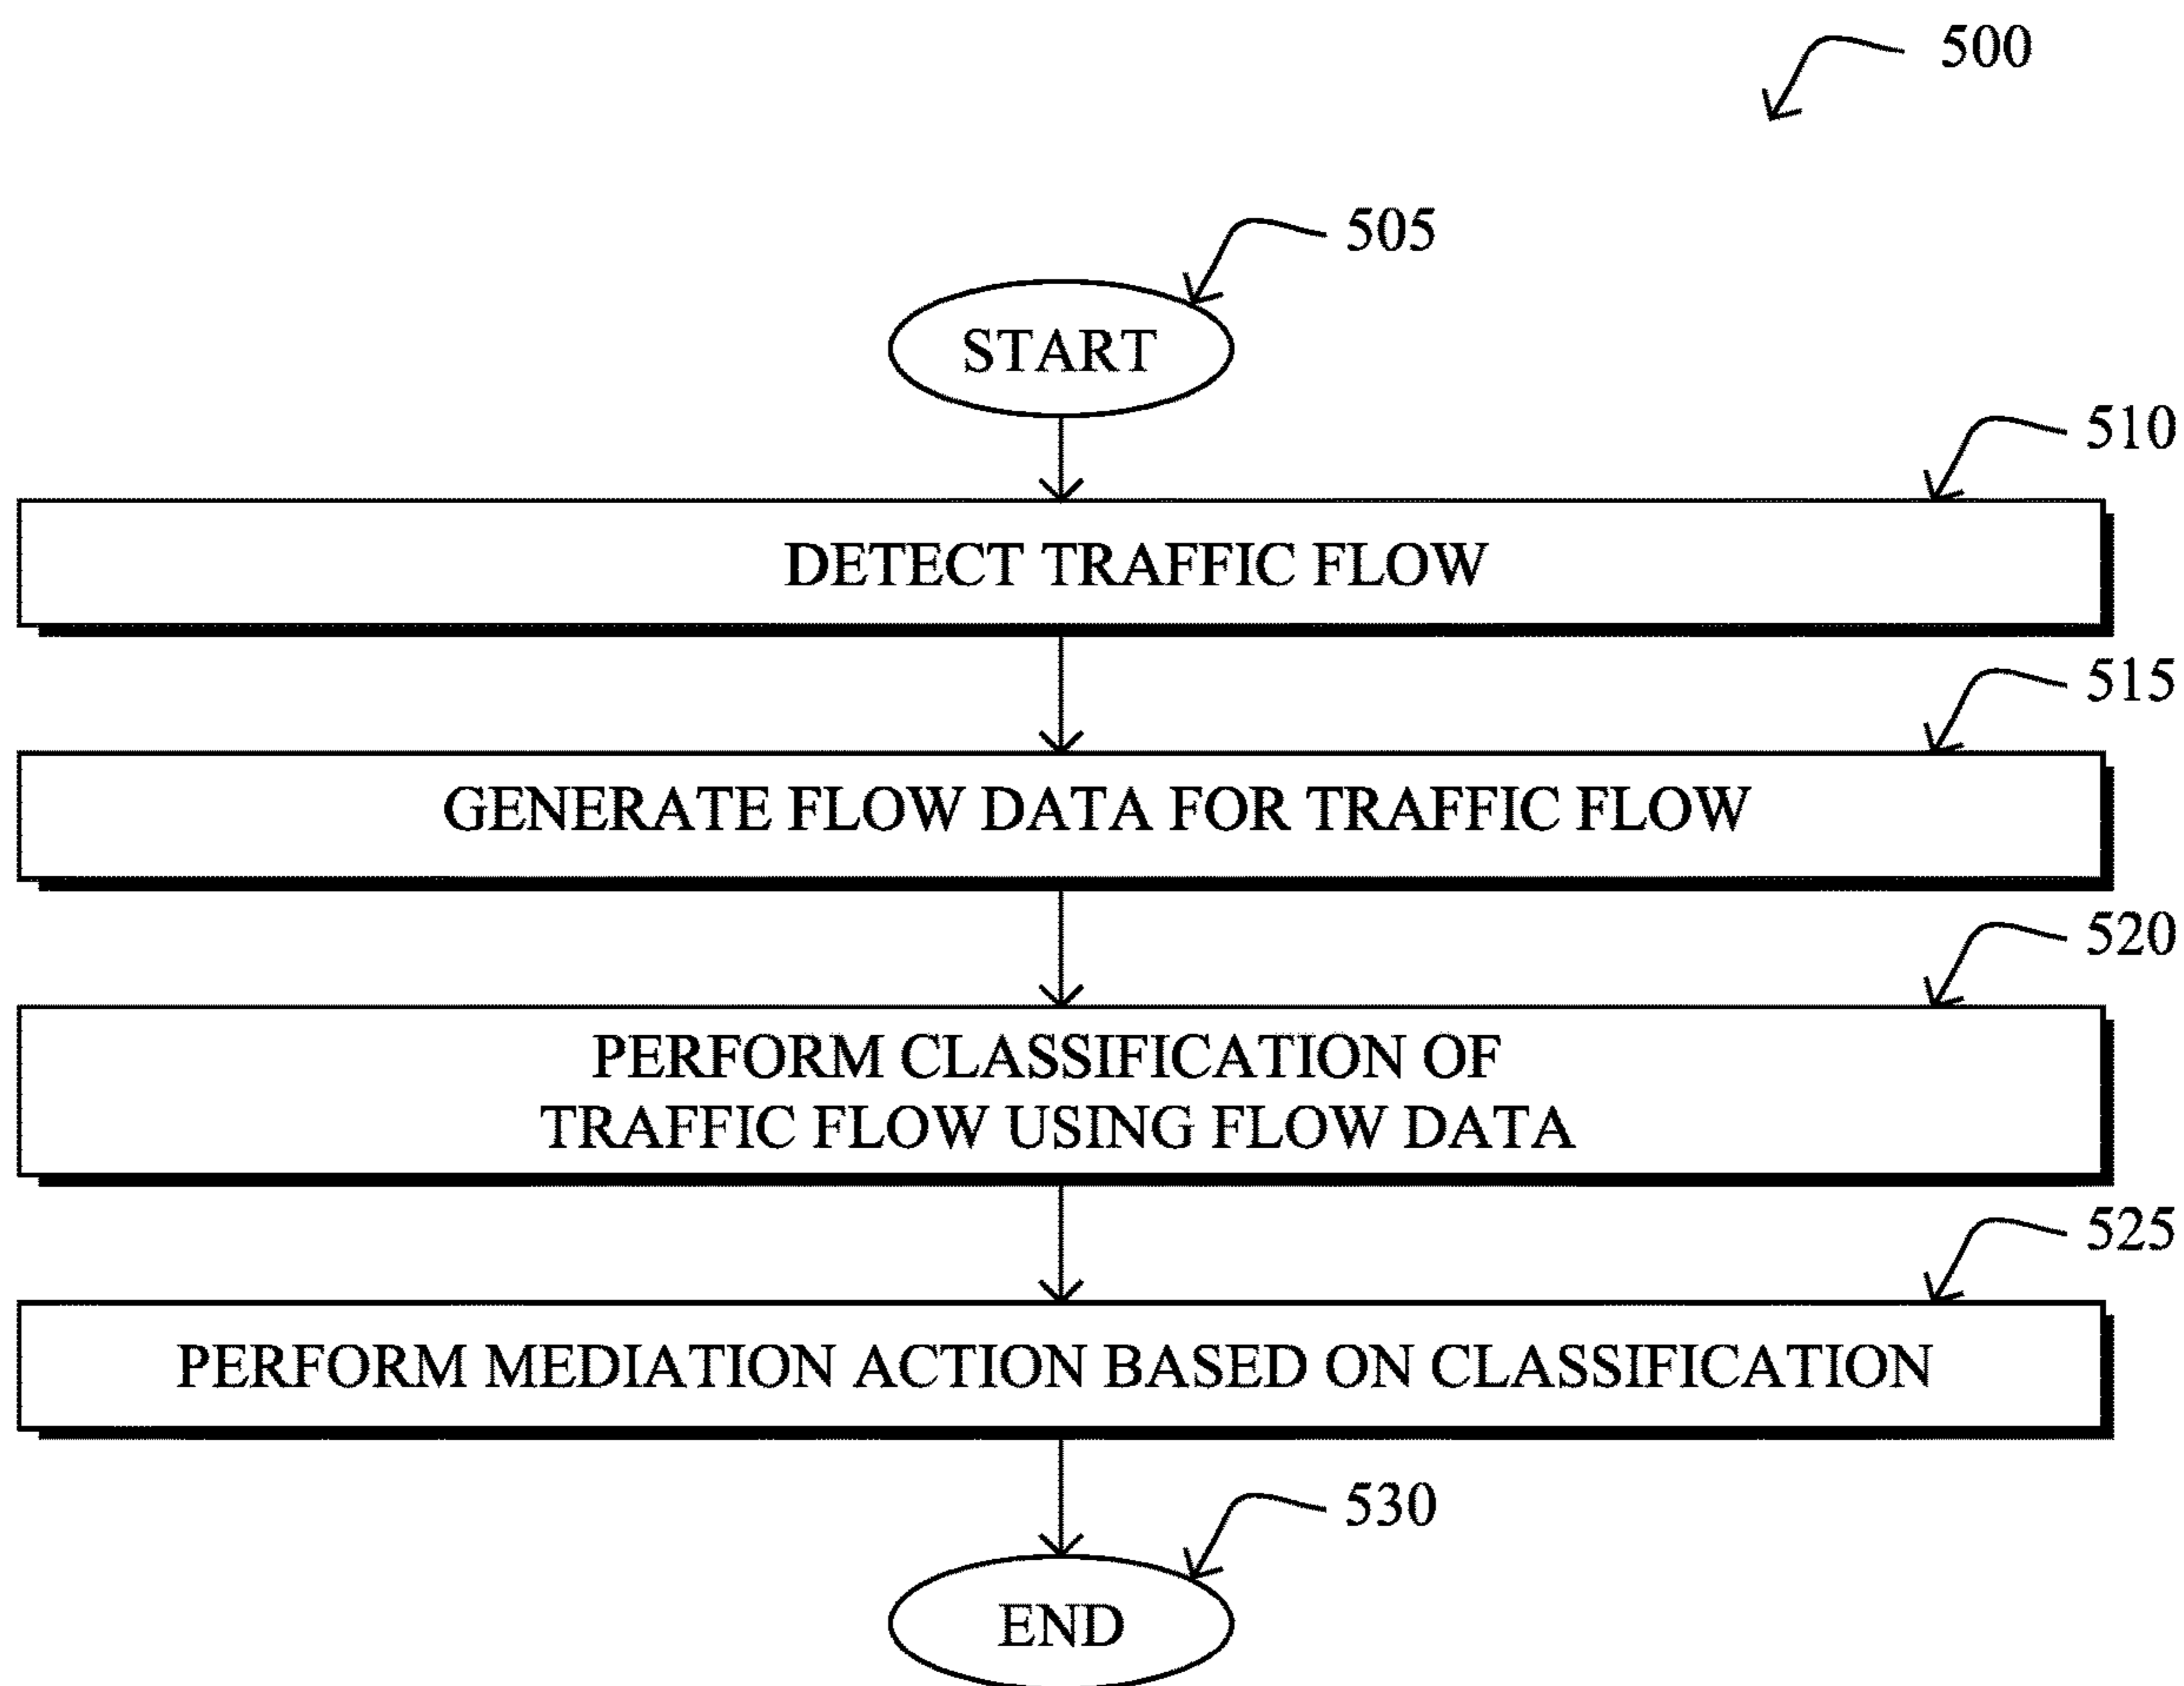 500
505
START
510
DETECT TRAFFIC FLOW
515
GENERATE FLOW DATA FOR TRAFFIC FLOW
520
PERFORM CLASSIFICATION OF
TRAFFIC FLOW USING FLOW DATA
525
PERFORM MEDIATION ACTION BASED ON CLASSIFICATION
530
END